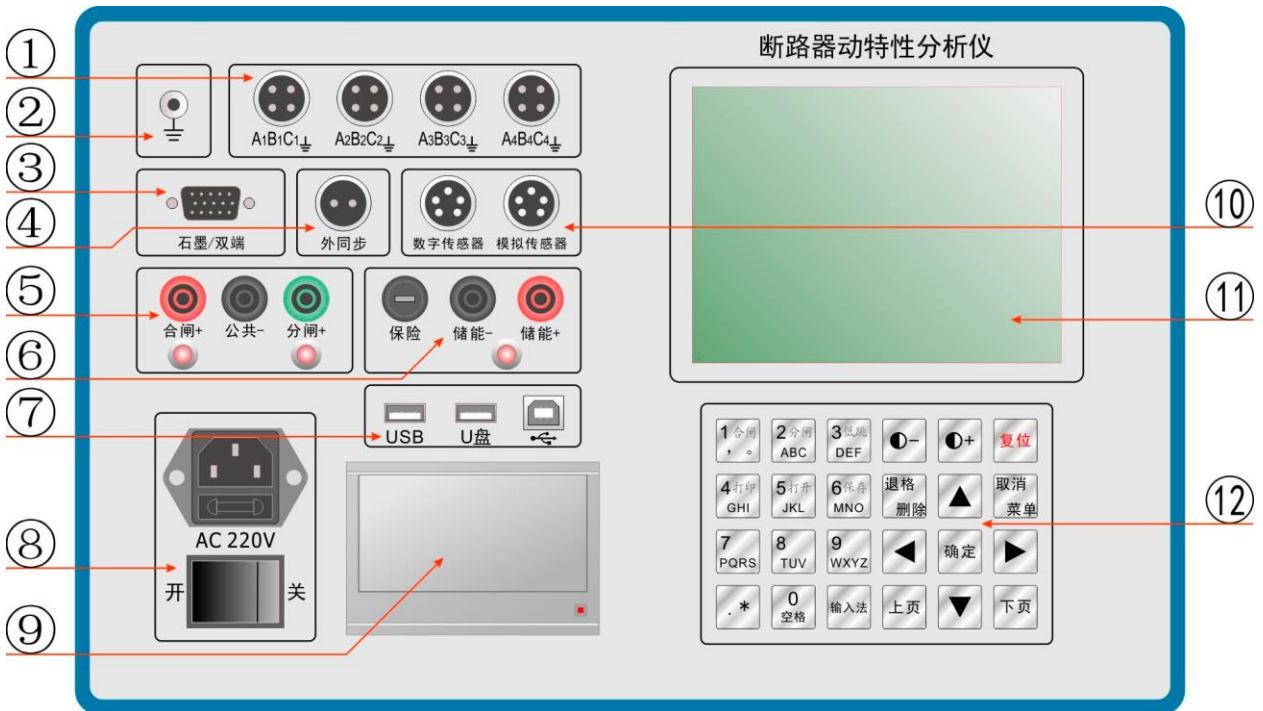 断路器动特性分析仪
①
②
③
④
⑤
⑥
⑦
⑧
⑨
⑩
⑪
⑫
A1B1C1 A2B2C2 A3B3C3 A4B4C4
石墨/双端
外同步
数字传感器 模拟传感器
合闸+ 公共- 分闸+
保险 储能- 储能+
USB U盘
AC 220V
开 关
1合闸 2分闸 3低跳 - + 复位
, 。 ABC DEF
4打印 5打开 6保存 退格 取消
GHI JKL MNO 删除 菜单
7 8 9 确定
PQRS TUV WXYZ
.* 0 输入法 上页 下页
空格